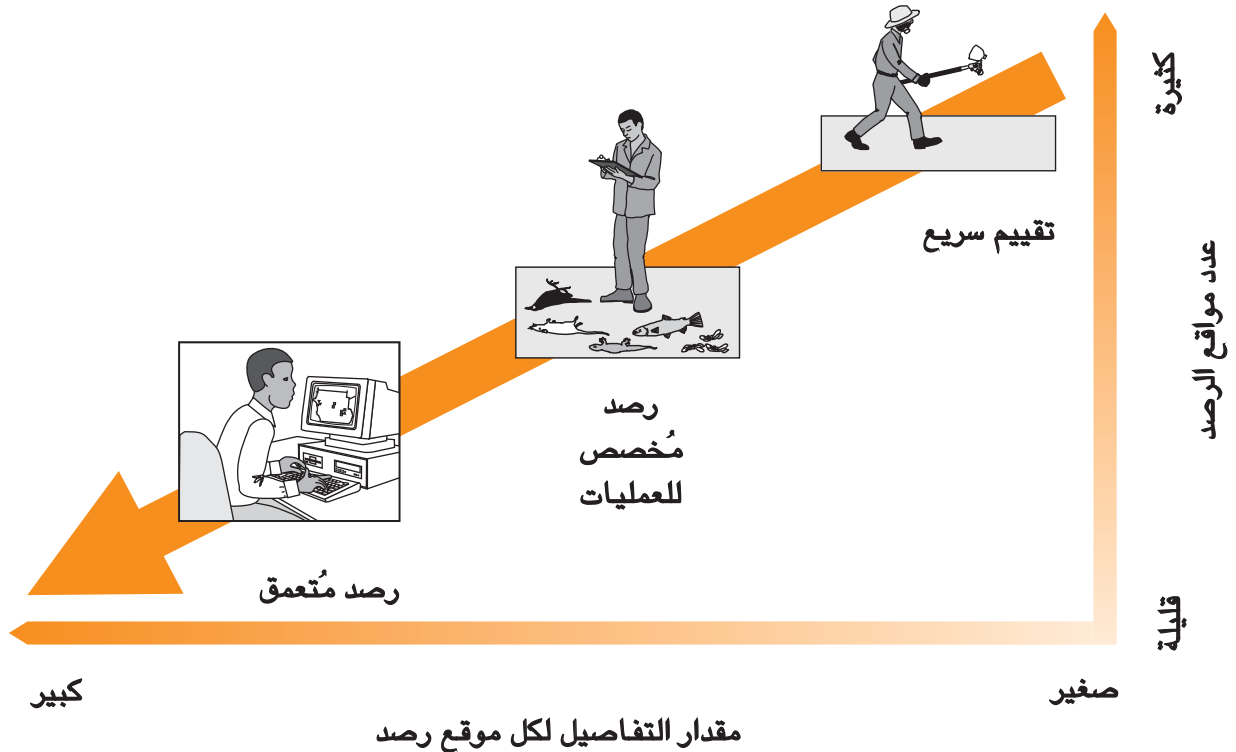 كثيرة
عدد مواقع الرصد
قليلة
تقييم سريع
رصد
مُخصص
للعمليات
رصد مُتعمق
صغير
كبير
مقدار التفاصيل لكل موقع رصد